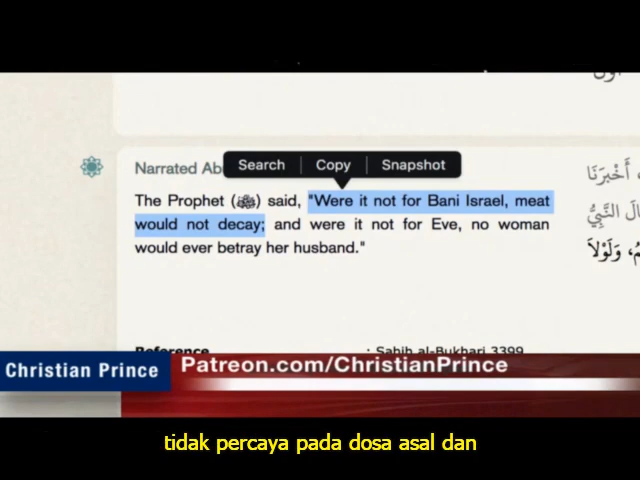 Search | Copy | Snapshot
Narrated Ab
The Prophet (ﷺ) said, "Were it not for Bani Israel, meat
would not decay; and were it not for Eve, no woman
would ever betray her husband."
أَخْبَرَنَا
النَّبِيُّ
وَلَوْلاَ
Reference : Sahih al-Bukhari 3399
Christian Prince
Patreon.com/ChristianPrince
tidak percaya pada dosa asal dan